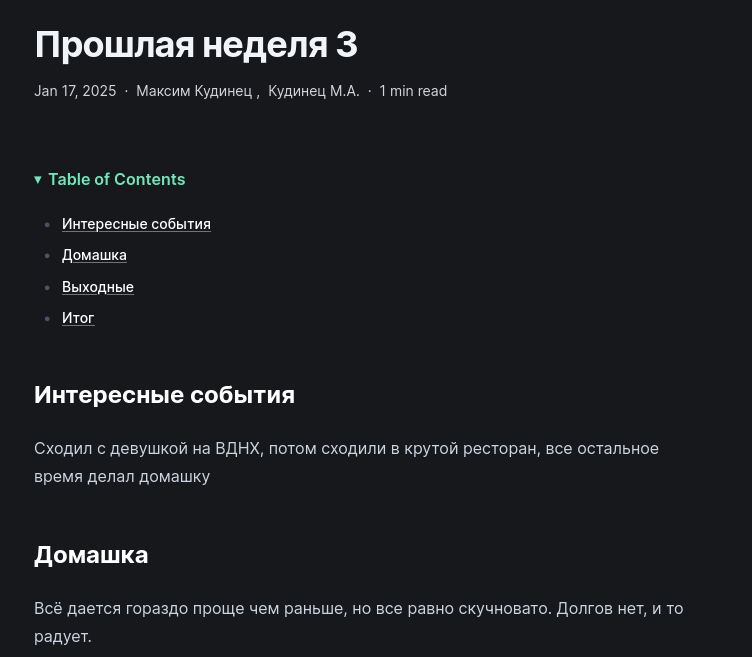 Прошлая неделя 3
Jan 17, 2025 · Максим Кудинец , Кудинец М.А. · 1 min read
▾ Table of Contents
• Интересные события
• Домашка
• Выходные
• Итог
Интересные события
Сходил с девушкой на ВДНХ, потом сходили в крутой ресторан, все остальное
время делал домашку
Домашка
Всё дается гораздо проще чем раньше, но все равно скучновато. Долгов нет, и то
радует.